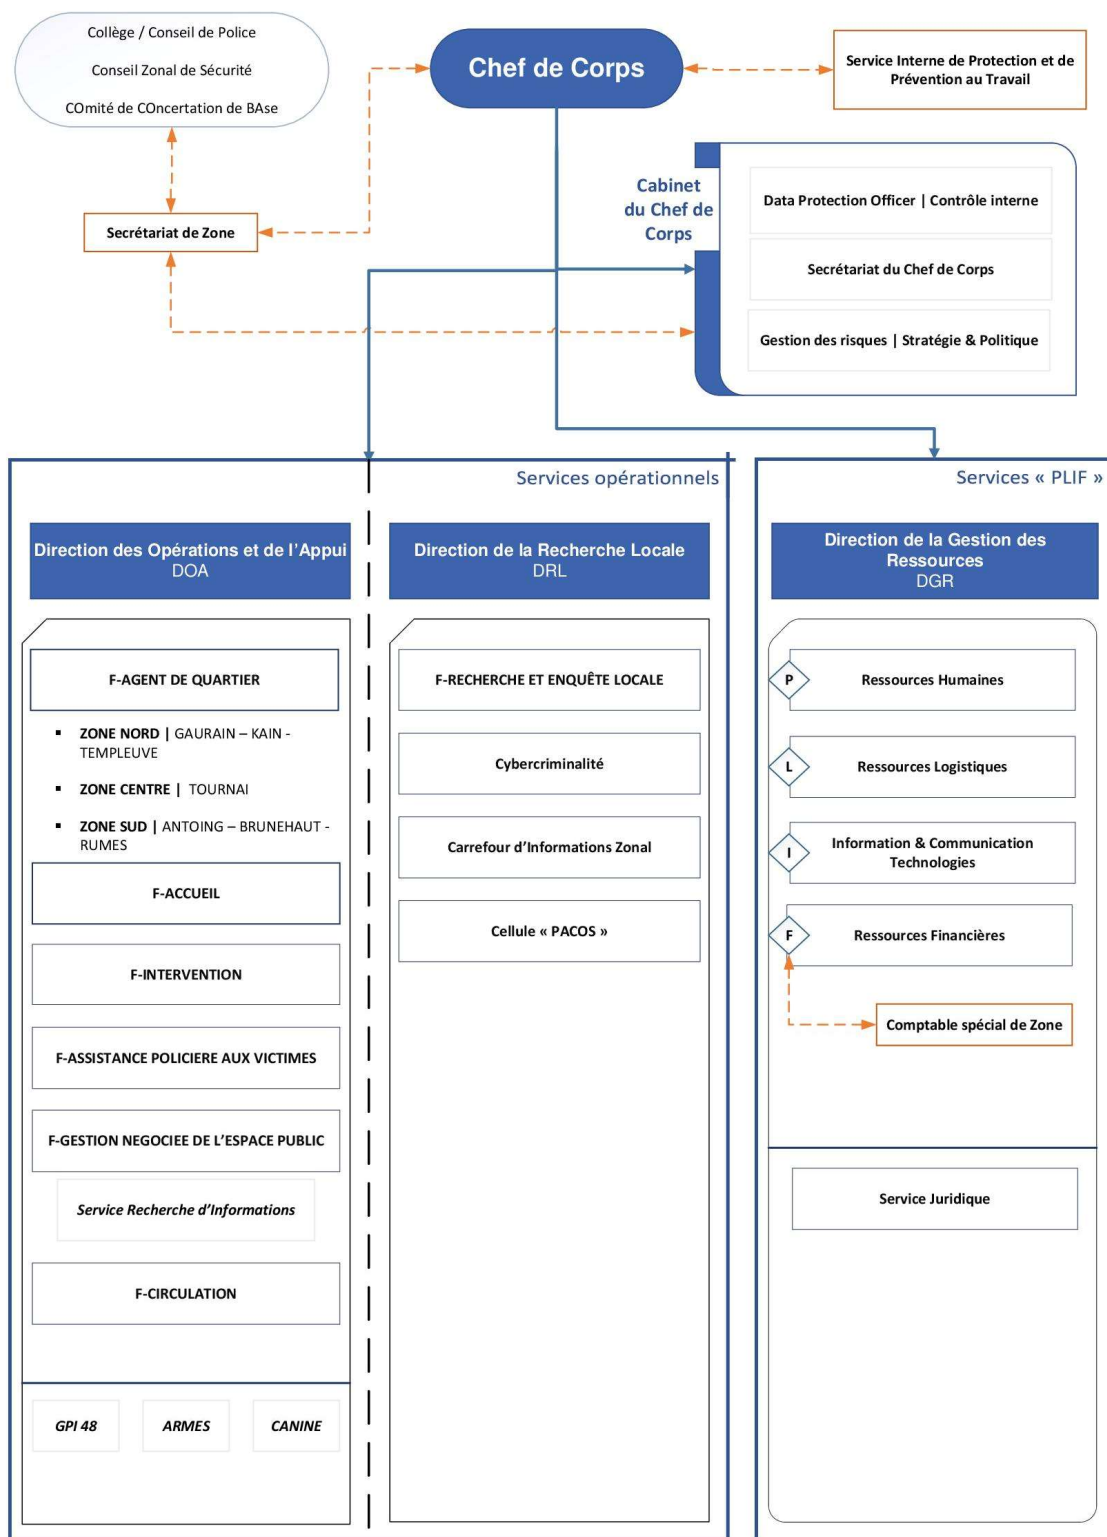 Collège / Conseil de Police
Conseil Zonal de Sécurité
COmité de COncertation de BAse
Chef de Corps
Service Interne de Protection et de
Prévention au Travail
Secrétariat de Zone
Cabinet
du Chef de
Corps
Data Protection Officer | Contrôle interne
Secrétariat du Chef de Corps
Gestion des risques | Stratégie & Politique
Services opérationnels
Direction des Opérations et de l'Appui
DOA
F-AGENT DE QUARTIER
▪ ZONE NORD | GAURAIN – KAIN -
TEMPLEUVE
▪ ZONE CENTRE | TOURNAI
▪ ZONE SUD | ANTOING – BRUNEHAUT -
RUMES
F-ACCUEIL
F-INTERVENTION
F-ASSISTANCE POLICIERE AUX VICTIMES
F-GESTION NEGOCIEE DE L'ESPACE PUBLIC
Service Recherche d'Informations
F-CIRCULATION
GPI 48
ARMES
CANINE
Direction de la Recherche Locale
DRL
F-RECHERCHE ET ENQUÊTE LOCALE
Cybercriminalité
Carrefour d'Informations Zonal
Cellule « PACOS »
Services « PLIF »
Direction de la Gestion des
Ressources
DGR
P
Ressources Humaines
L
Ressources Logistiques
I
Information & Communication
Technologies
F
Ressources Financières
Comptable spécial de Zone
Service Juridique